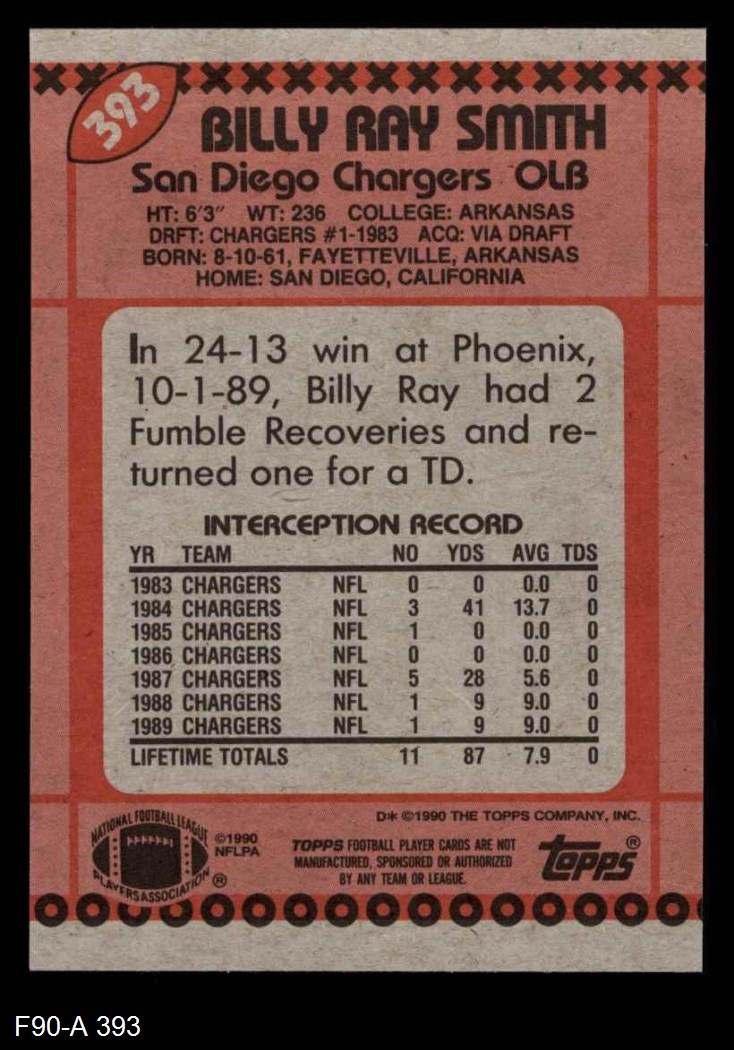 393
BILLY RAY SMITH
San Diego Chargers OLB
HT: 6'3" WT: 236 COLLEGE: ARKANSAS
DRFT: CHARGERS #1-1983 ACQ: VIA DRAFT
BORN: 8-10-61, FAYETTEVILLE, ARKANSAS
HOME: SAN DIEGO, CALIFORNIA
In 24-13 win at Phoenix,
10-1-89, Billy Ray had 2
Fumble Recoveries and re-
turned one for a TD.
INTERCEPTION RECORD
YR TEAM NO YDS AVG TDS
1983 CHARGERS NFL 0 0 0.0 0
1984 CHARGERS NFL 3 41 13.7 0
1985 CHARGERS NFL 1 0 0.0 0
1986 CHARGERS NFL 0 0 0.0 0
1987 CHARGERS NFL 5 28 5.6 0
1988 CHARGERS NFL 1 9 9.0 0
1989 CHARGERS NFL 1 9 9.0 0
LIFETIME TOTALS 11 87 7.9 0
D* ©1990 THE TOPPS COMPANY, INC.
NATIONAL FOOTBALL LEAGUE
PLAYERS ASSOCIATION ®
©1990
NFLPA
TOPPS FOOTBALL PLAYER CARDS ARE NOT
MANUFACTURED, SPONSORED OR AUTHORIZED
BY ANY TEAM OR LEAGUE.
topps®
F90-A 393